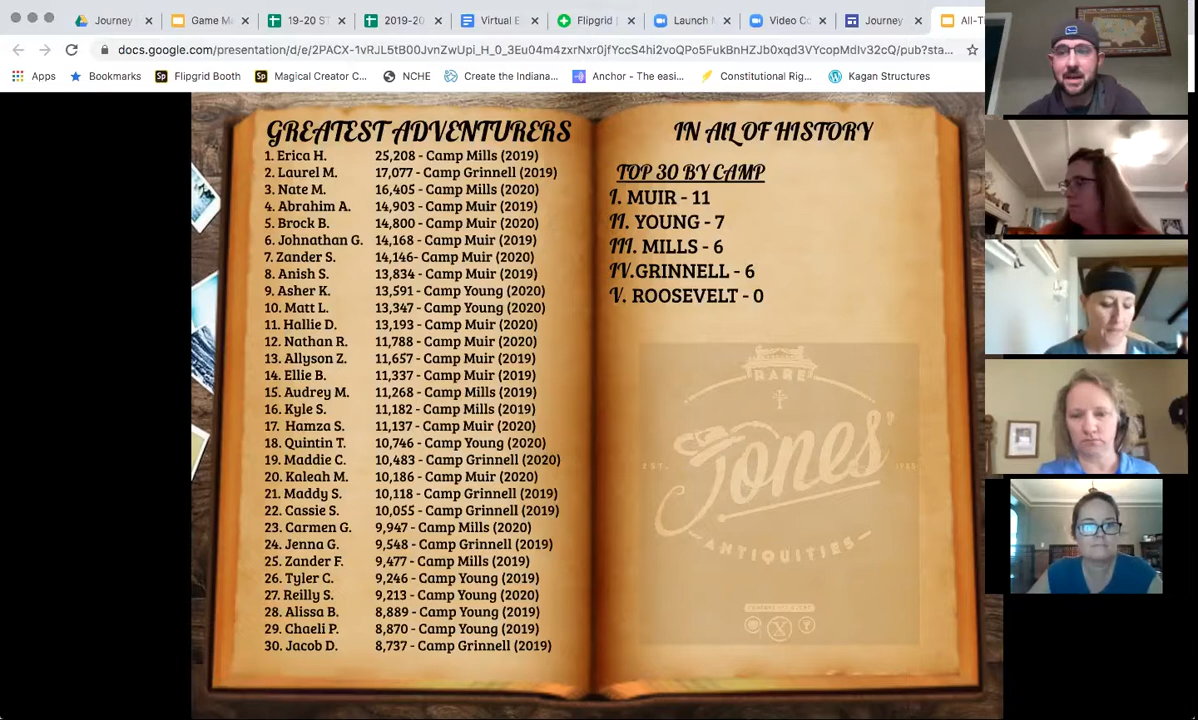 Journey
Game M
19-20 ST
2019-20
Virtual E
Flipgrid
Launch
Video Co
Journey
All-T
docs.google.com/presentation/d/e/2PACX-1vRJL5tB00JvnZwUpi_H_0_3Eu04m4zxrNxr0jfYccS4hi2voQPo5FukBnHZJb0xqd3VYcopMdIv32cQ/pub?sta...
Apps
Bookmarks
Flipgrid Booth
Magical Creator C...
NCHE
Create the Indiana...
Anchor - The easi...
Constitutional Rig...
Kagan Structures
GREATEST ADVENTURERS
1. Erica H. 25,208 - Camp Mills (2019)
2. Laurel M. 17,077 - Camp Grinnell (2019)
3. Nate M. 16,405 - Camp Mills (2020)
4. Abrahim A. 14,903 - Camp Muir (2019)
5. Brock B. 14,800 - Camp Muir (2020)
6. Johnathan G. 14,168 - Camp Muir (2019)
7. Zander S. 14,146- Camp Muir (2020)
8. Anish S. 13,834 - Camp Muir (2019)
9. Asher K. 13,591 - Camp Young (2020)
10. Matt L. 13,347 - Camp Young (2020)
11. Hallie D. 13,193 - Camp Muir (2020)
12. Nathan R. 11,788 - Camp Muir (2020)
13. Allyson Z. 11,657 - Camp Muir (2019)
14. Ellie B. 11,337 - Camp Muir (2019)
15. Audrey M. 11,268 - Camp Mills (2019)
16. Kyle S. 11,182 - Camp Mills (2019)
17. Hamza S. 11,137 - Camp Muir (2020)
18. Quintin T. 10,746 - Camp Young (2020)
19. Maddie C. 10,483 - Camp Grinnell (2020)
20. Kaleah M. 10,186 - Camp Muir (2020)
21. Maddy S. 10,118 - Camp Grinnell (2019)
22. Cassie S. 10,055 - Camp Grinnell (2019)
23. Carmen G. 9,947 - Camp Mills (2020)
24. Jenna G. 9,548 - Camp Grinnell (2019)
25. Zander F. 9,477 - Camp Mills (2019)
26. Tyler C. 9,246 - Camp Young (2019)
27. Reilly S. 9,213 - Camp Young (2020)
28. Alissa B. 8,889 - Camp Young (2019)
29. Chaeli P. 8,870 - Camp Young (2019)
30. Jacob D. 8,737 - Camp Grinnell (2019)
IN ALL OF HISTORY
TOP 30 BY CAMP
I. MUIR - 11
II. YOUNG - 7
III. MILLS - 6
IV. GRINNELL - 6
V. ROOSEVELT - 0
RARE
EST.
Jones'
ANTIQUITIES
X